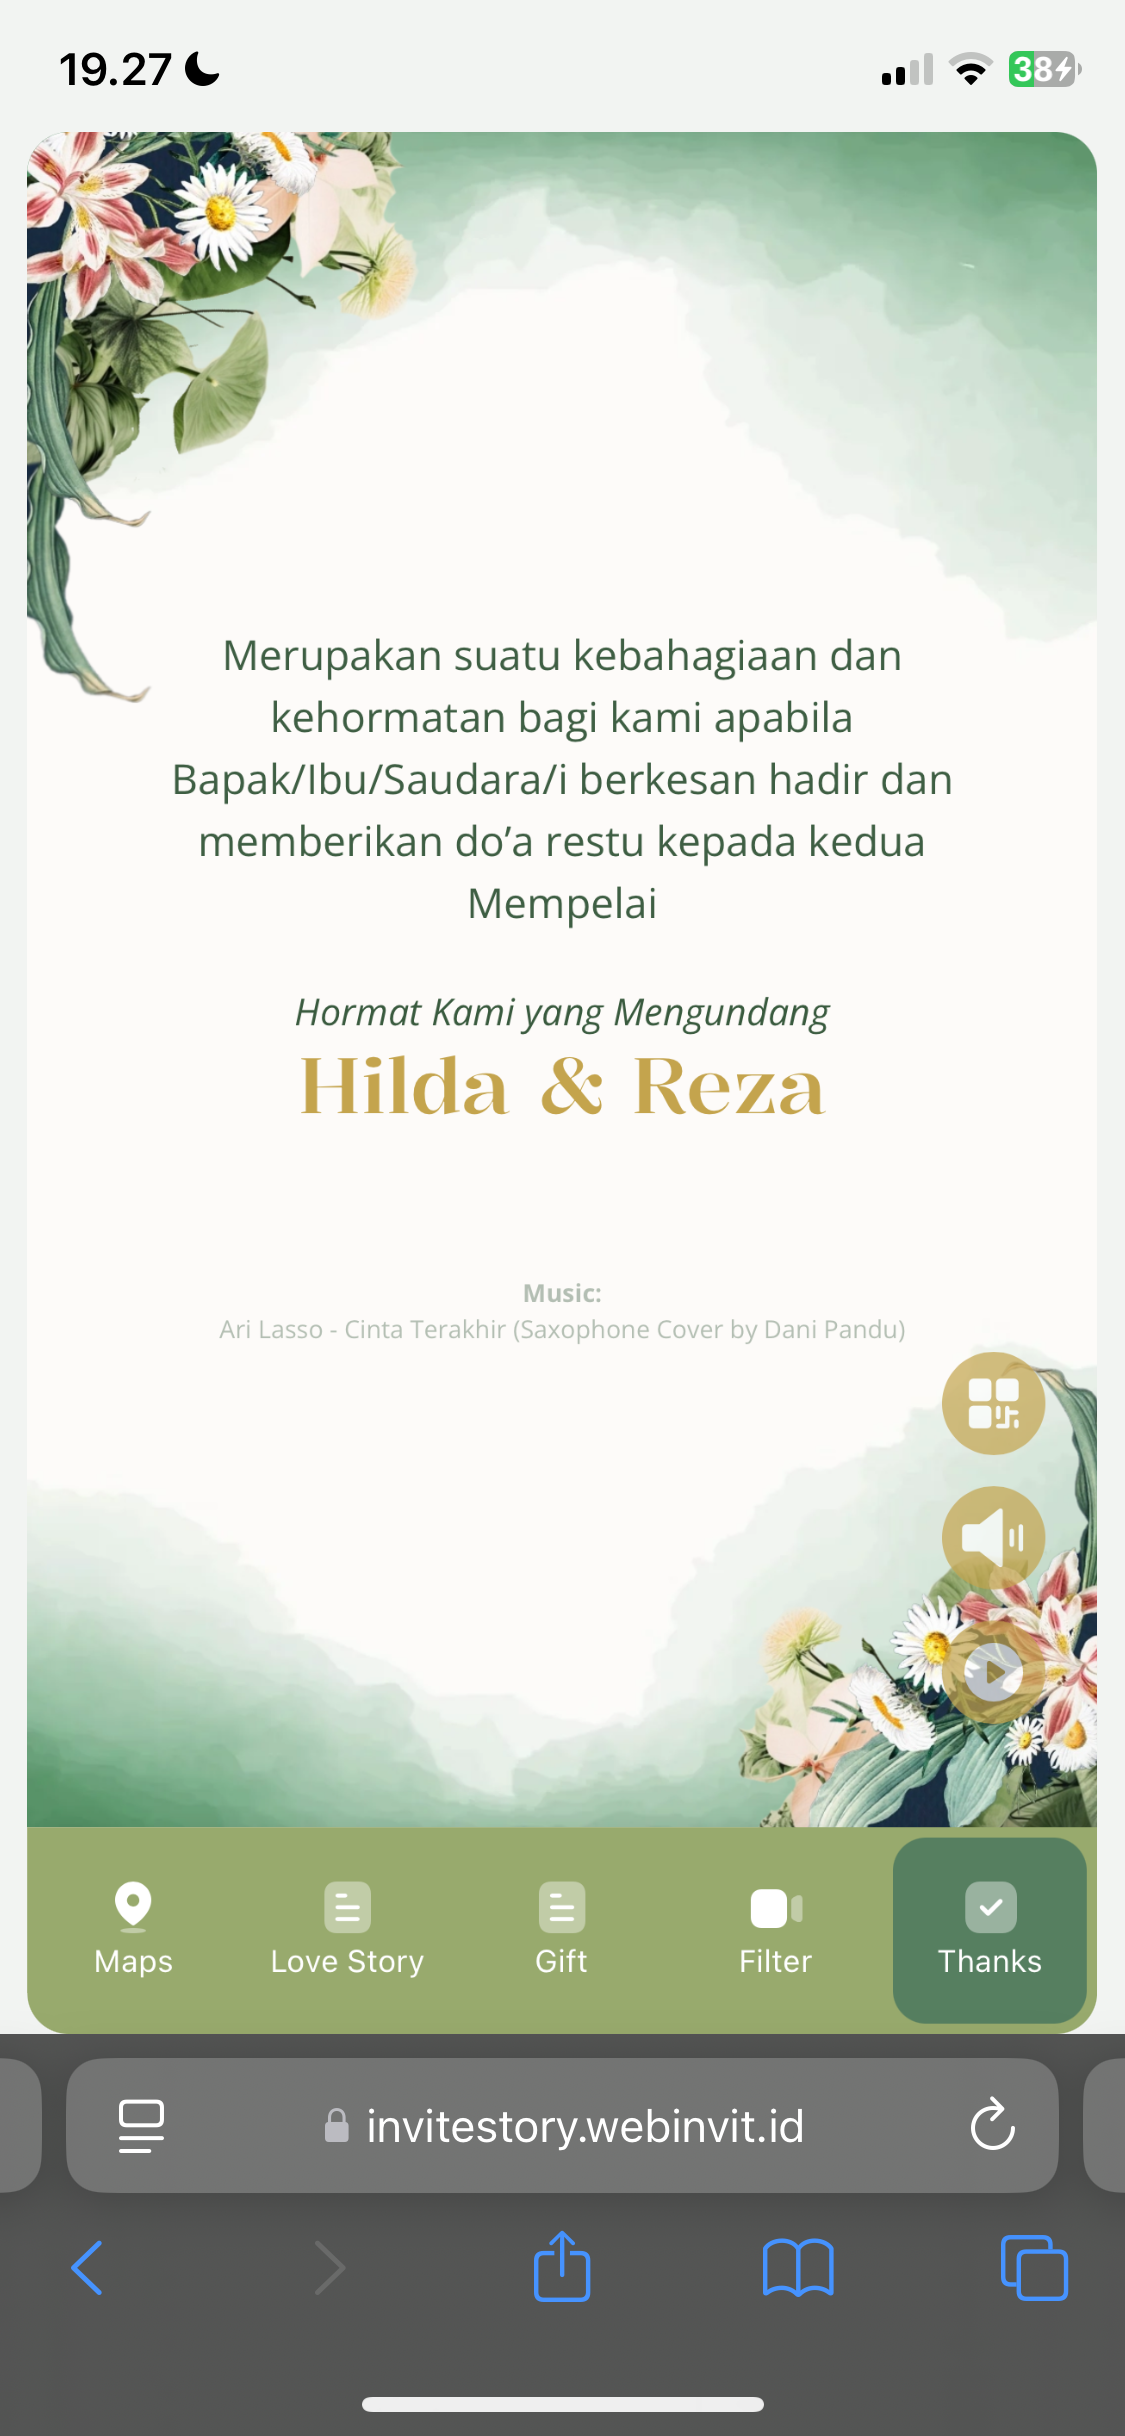 19.27
38
Merupakan suatu kebahagiaan dan
kehormatan bagi kami apabila
Bapak/Ibu/Saudara/i berkesan hadir dan
memberikan do’a restu kepada kedua
Mempelai
Hormat Kami yang Mengundang
Hilda & Reza
Music:
Ari Lasso - Cinta Terakhir (Saxophone Cover by Dani Pandu)
Maps
Love Story
Gift
Filter
Thanks
invitestory.webinvit.id